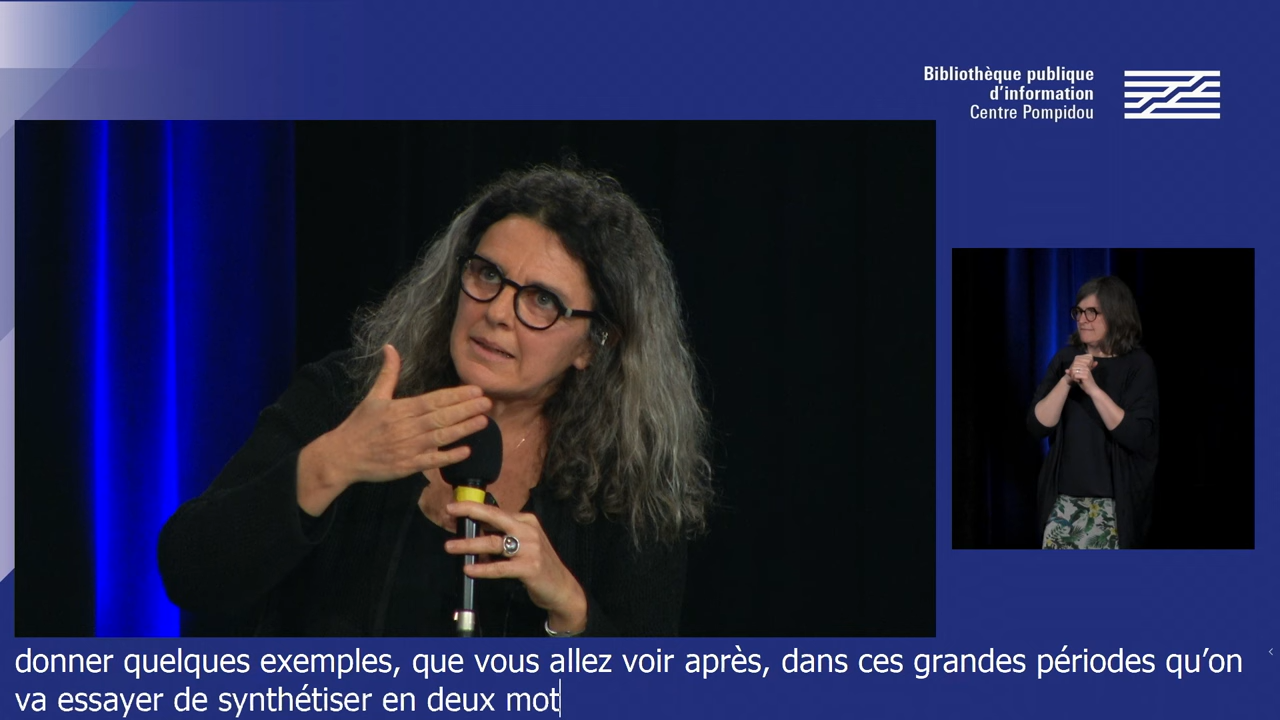 Bibliothèque publique
d’information
Centre Pompidou
donner quelques exemples, que vous allez voir après, dans ces grandes périodes qu’on
va essayer de synthétiser en deux mot